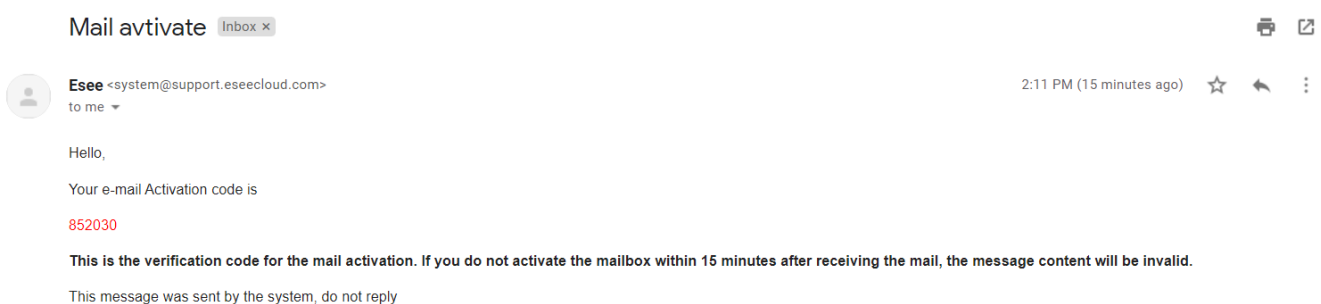 Mail avtivate Inbox ×
Esee <system@support.eseecloud.com> 2:11 PM (15 minutes ago)
to me
Hello,
Your e-mail Activation code is
852030
This is the verification code for the mail activation. If you do not activate the mailbox within 15 minutes after receiving the mail, the message content will be invalid.
This message was sent by the system, do not reply